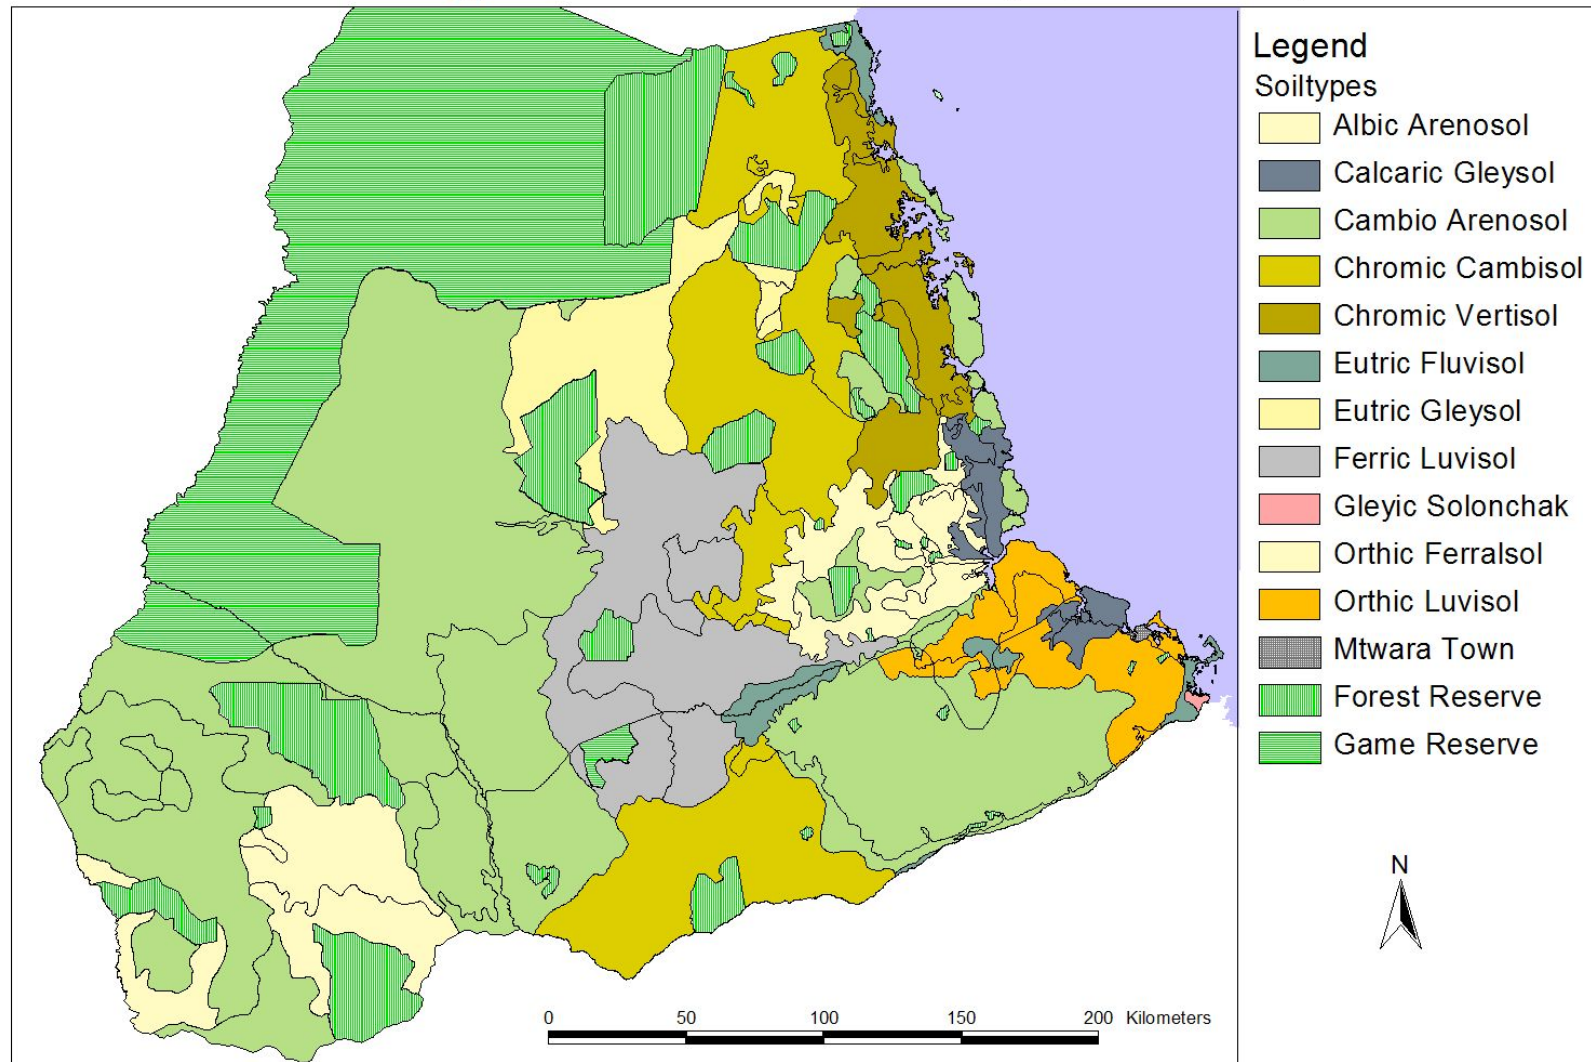 Legend
Soiltypes
Albic Arenosol
Calcaric Gleysol
Cambio Arenosol
Chromic Cambisol
Chromic Vertisol
Eutric Fluvisol
Eutric Gleysol
Ferric Luvisol
Gleyic Solonchak
Orthic Ferralsol
Orthic Luvisol
Mtwara Town
Forest Reserve
Game Reserve
N
0 50 100 150 200 Kilometers